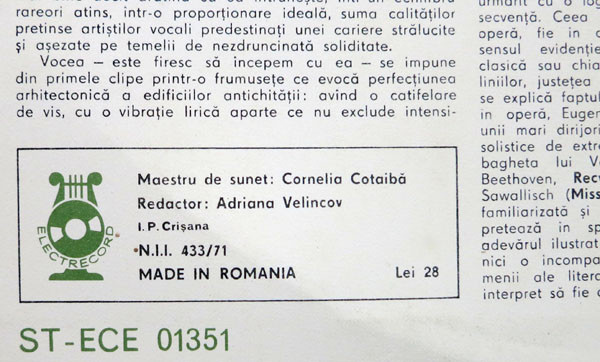 rareori atins, într-o proporționare ideală, suma calităților
pretinse artiștilor vocali predestinați unei cariere strălucite
și așezate pe temelii de nezdruncinată soliditate.
Vocea — este firesc să începem cu ea — se impune
din primele clipe printr-o frumusețe ce evocă perfecțiunea
arhitectonică a edificiilor antichității: avînd o catifelare
de vis, cu o vibrație lirică aparte ce nu exclude intensi-
ELECTRECORD
Maestru de sunet: Cornelia Cotaibă
Redactor: Adriana Velincov
I.P. Crișana
N.I.I. 433/71
MADE IN ROMANIA Lei 28
ST-ECE 01351
secvență. Ceea
operă, fie in c
sensul evidenție
clasică sau chia
liniilor, justețea
se explică faptul
in operă, Eugen
unii mari dirijori
solistice de extr
bagheta lui V
Beethoven, Recv
Sawallisch (Miss
familiarizată și
pretează in sp
adevărul ilustrat
nici o incompa
menii ale litera
interpret să fie